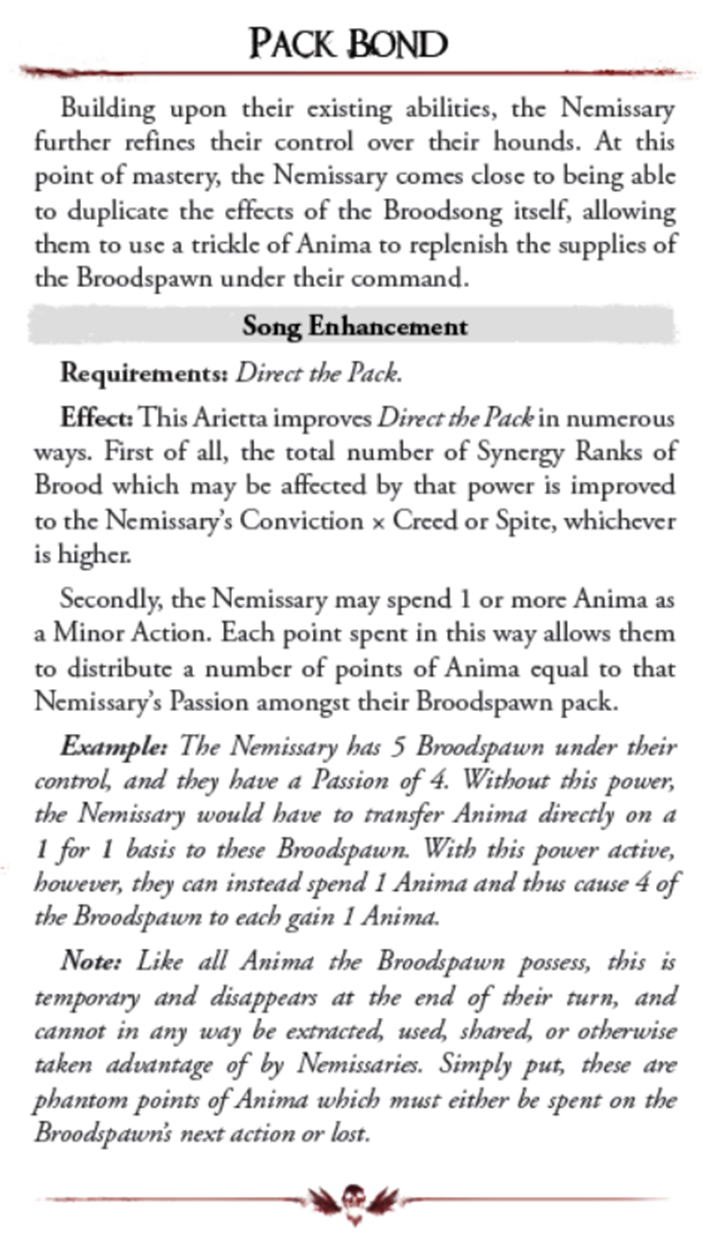 PACK BOND
Building upon their existing abilities, the Nemissary
further refines their control over their hounds. At this
point of mastery, the Nemissary comes close to being able
to duplicate the effects of the Broodsong itself, allowing
them to use a trickle of Anima to replenish the supplies of
the Broodspawn under their command.
Song Enhancement
Requirements: Direct the Pack.
Effect: This Arietta improves Direct the Pack in numerous
ways. First of all, the total number of Synergy Ranks of
Brood which may be affected by that power is improved
to the Nemissary's Conviction × Creed or Spite, whichever
is higher.
Secondly, the Nemissary may spend 1 or more Anima as
a Minor Action. Each point spent in this way allows them
to distribute a number of points of Anima equal to that
Nemissary's Passion amongst their Broodspawn pack.
Example: The Nemissary has 5 Broodspawn under their
control, and they have a Passion of 4. Without this power,
the Nemissary would have to transfer Anima directly on a
1 for 1 basis to these Broodspawn. With this power active,
however, they can instead spend 1 Anima and thus cause 4 of
the Broodspawn to each gain 1 Anima.
Note: Like all Anima the Broodspawn possess, this is
temporary and disappears at the end of their turn, and
cannot in any way be extracted, used, shared, or otherwise
taken advantage of by Nemissaries. Simply put, these are
phantom points of Anima which must either be spent on the
Broodspawn's next action or lost.